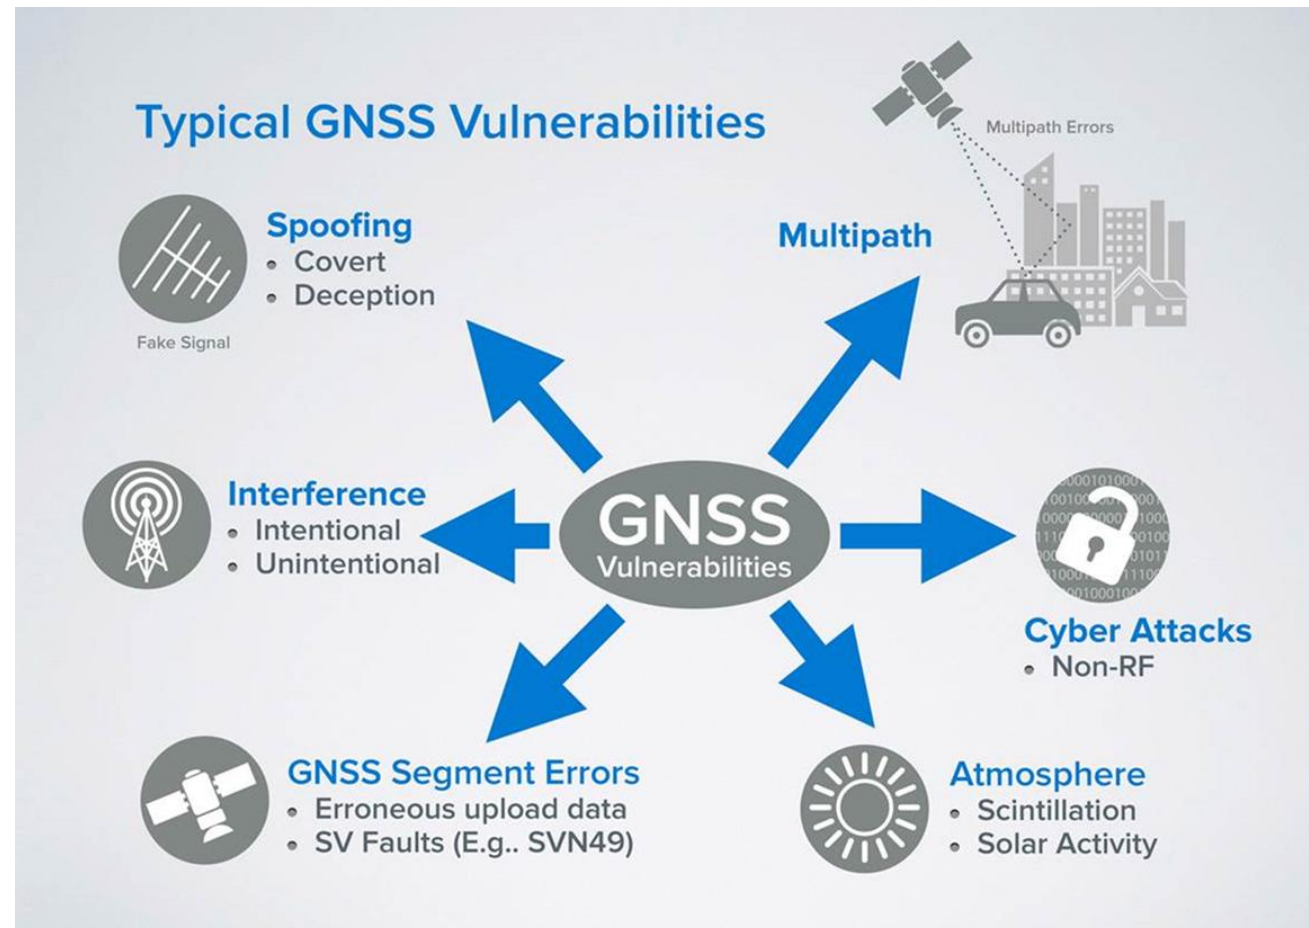 Typical GNSS Vulnerabilities
Multipath Errors
Spoofing
• Covert
• Deception
Fake Signal
Multipath
Interference
• Intentional
• Unintentional
GNSS
Vulnerabilities
Cyber Attacks
• Non-RF
GNSS Segment Errors
• Erroneous upload data
• SV Faults (E.g.. SVN49)
Atmosphere
• Scintillation
• Solar Activity